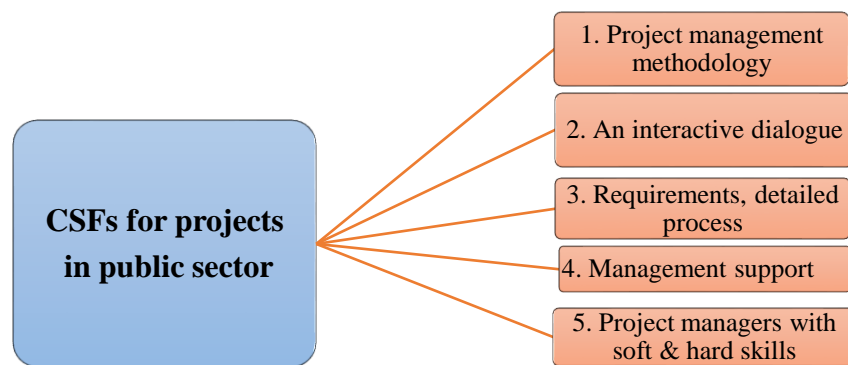 CSFs for projects
in public sector
1. Project management
methodology
2. An interactive dialogue
3. Requirements, detailed
process
4. Management support
5. Project managers with
soft & hard skills